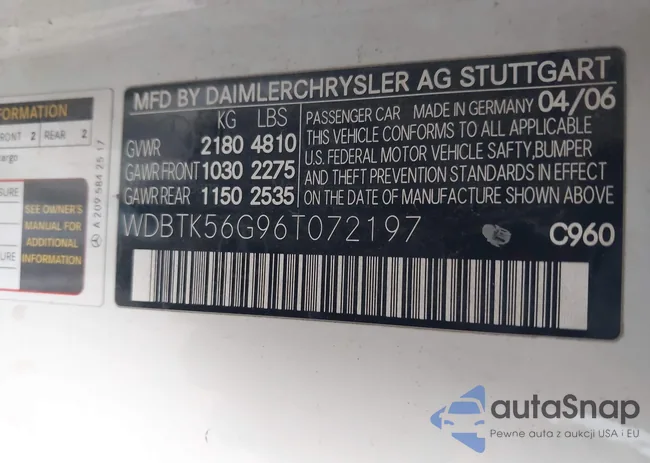 MFD BY DAIMLERCHRYSLER AG STUTTGART
KG LBS
GVWR 2180 4810
GAWR FRONT 1030 2275
GAWR REAR 1150 2535
PASSENGER CAR MADE IN GERMANY 04/06
THIS VEHICLE CONFORMS TO ALL APPLICABLE
U.S. FEDERAL MOTOR VEHICLE SAFTY,BUMPER
AND THEFT PREVENTION STANDARDS IN EFFECT
ON THE DATE OF MANUFACTURE SHOWN ABOVE
WDBTK56G96T072197
C960
FORMATION
RONT 2 REAR 2
argo
SURE
SURE
SEE OWNER'S
MANUAL FOR
ADDITIONAL
INFORMATION
A 209 584 25 17
autaSnap
Pewne auta z aukcji USA i EU